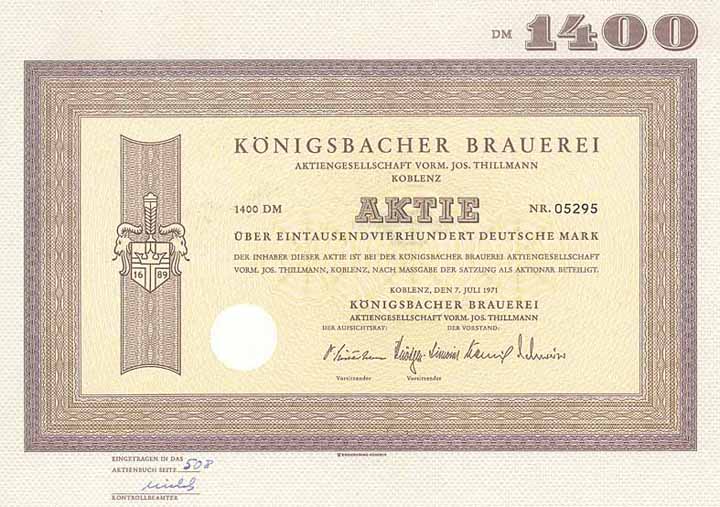 DM 1400
KÖNIGSBACHER BRAUEREI
AKTIENGESELLSCHAFT VORM. JOS. THILLMANN
KOBLENZ
1400 DM AKTIE NR. 05295
ÜBER EINTAUSENDVIERHUNDERT DEUTSCHE MARK
DER INHABER DIESER AKTIE IST BEI DER KÖNIGSBACHER BRAUEREI AKTIENGESELLSCHAFT
VORM. JOS. THILLMANN, KOBLENZ, NACH MASSGABE DER SATZUNG ALS AKTIONÄR BETEILIGT.
16 89
KOBLENZ, DEN 7. JULI 1971
KÖNIGSBACHER BRAUEREI
AKTIENGESELLSCHAFT VORM. JOS. THILLMANN
DER AUFSICHTSRAT: DER VORSTAND:
Vorsitzender Vorsitzender
EINGETRAGEN IN DAS
AKTIENBUCH SEITE 508
KONTROLLBEAMTER